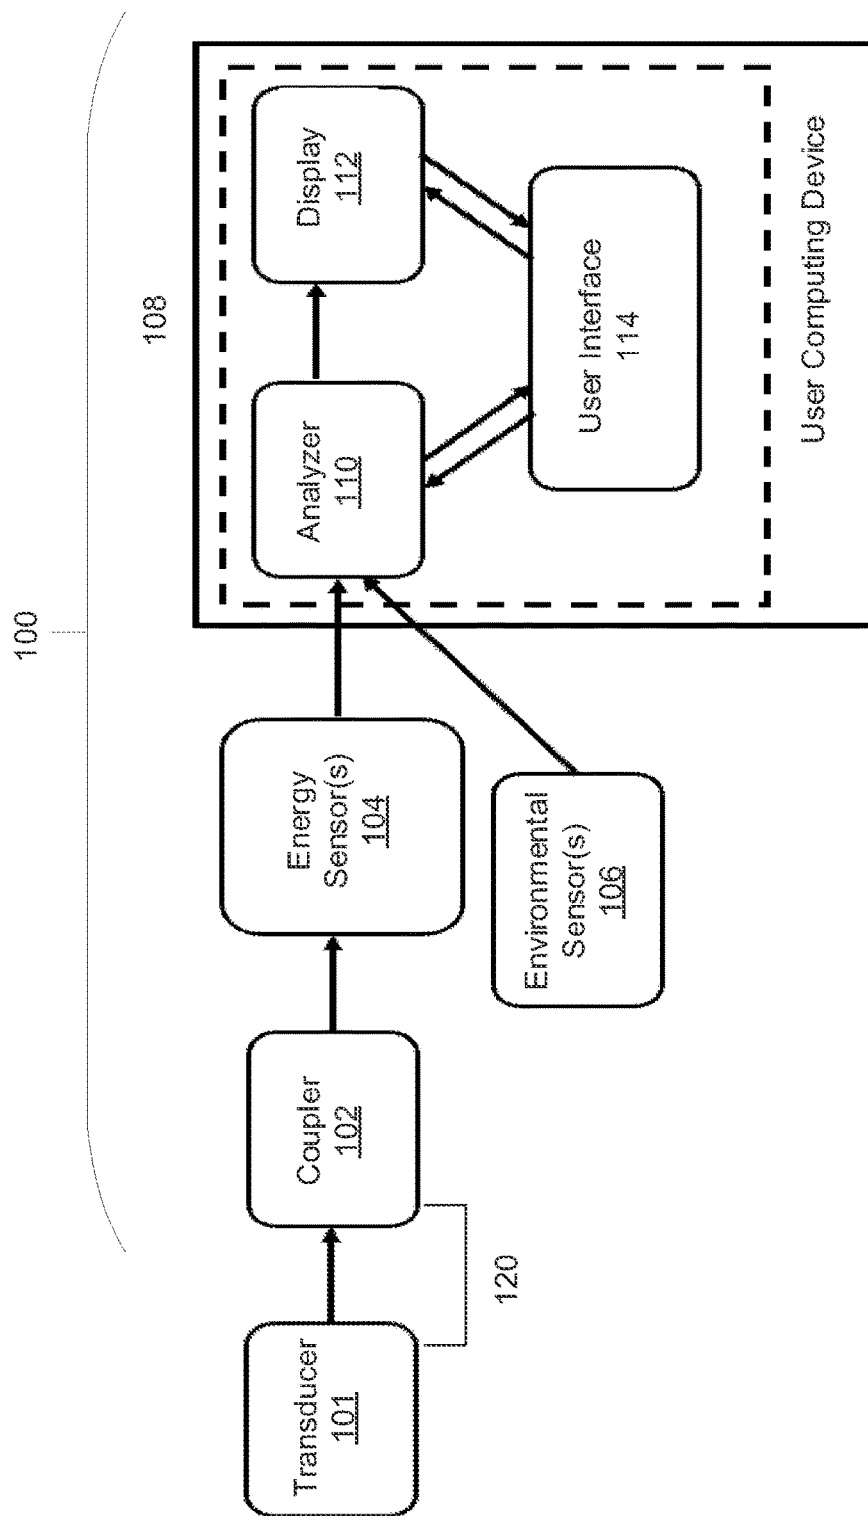 100
108
Transducer
101
120
Coupler
102
Energy
Sensor(s)
104
Environmental
Sensor(s)
106
Analyzer
110
Display
112
User Interface
114
User Computing Device